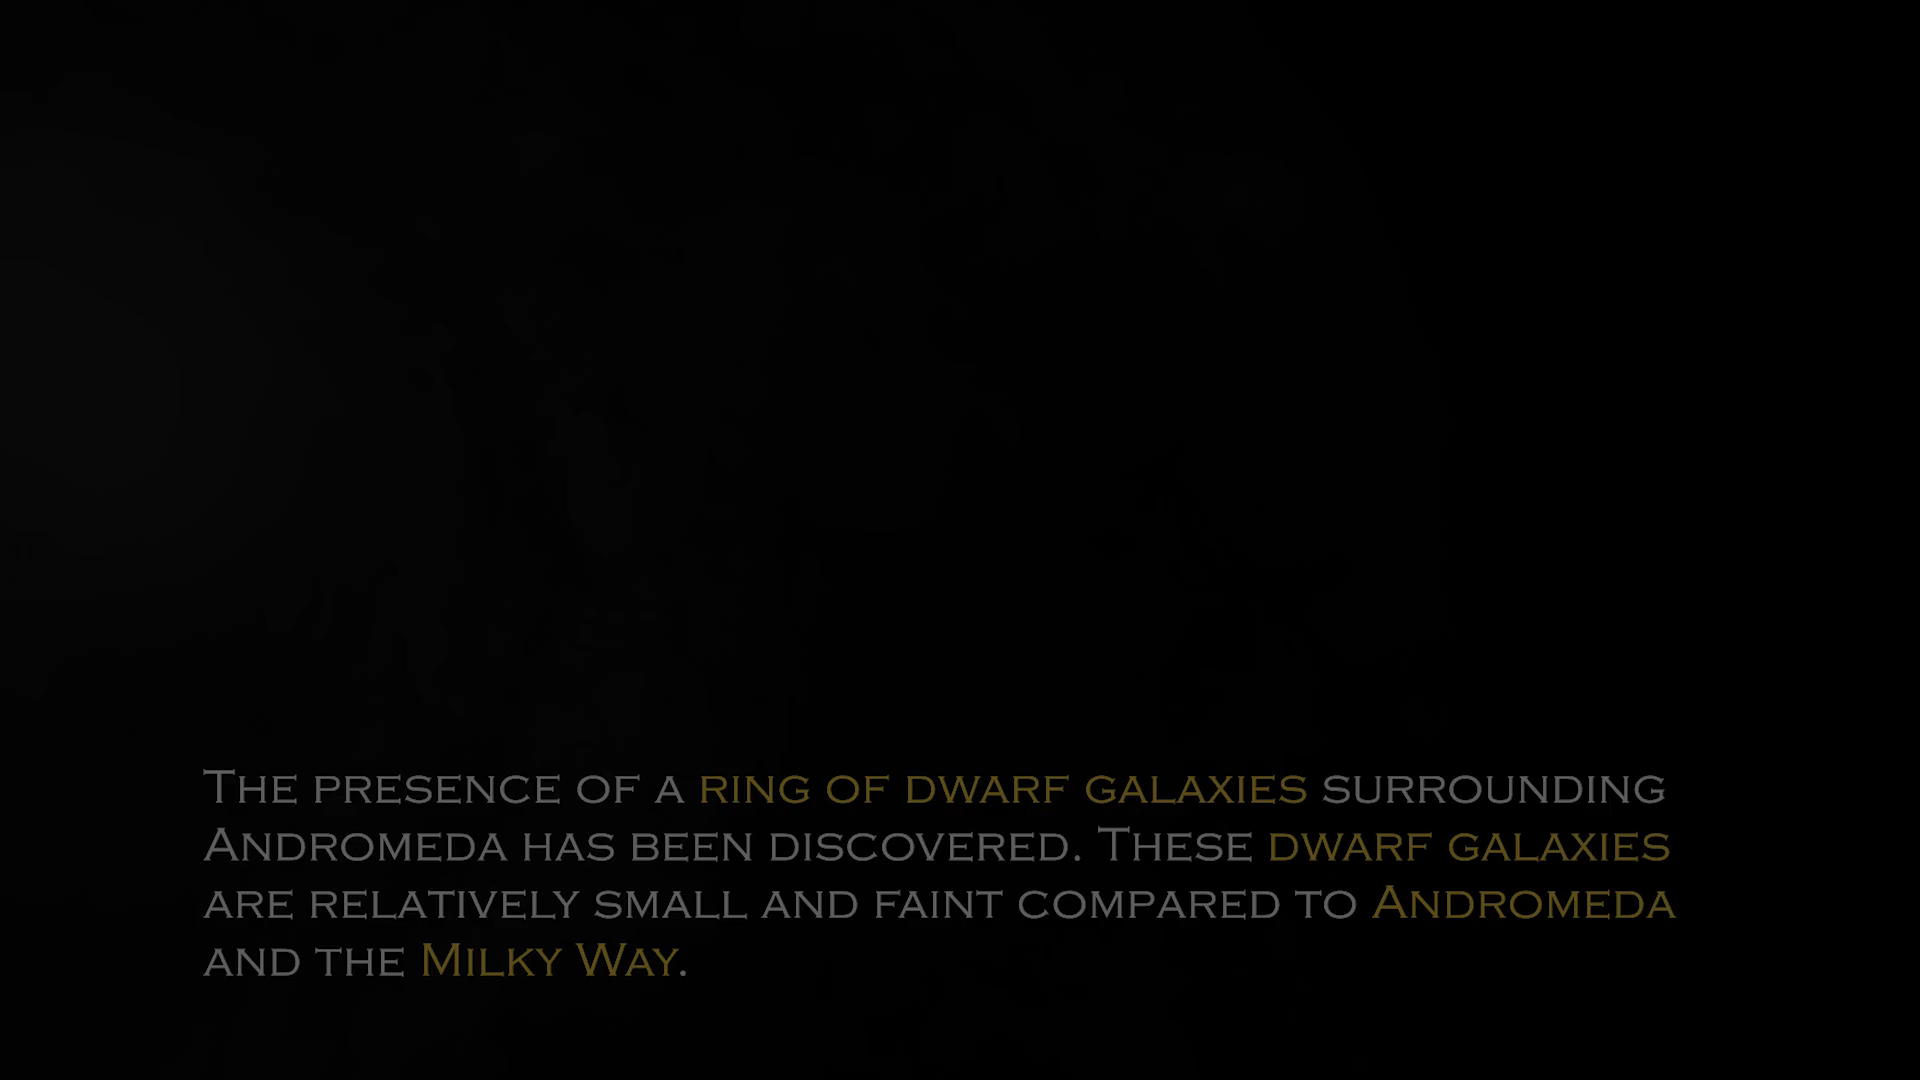 The presence of a ring of dwarf galaxies surrounding
Andromeda has been discovered. These dwarf galaxies
are relatively small and faint compared to Andromeda
and the Milky Way.